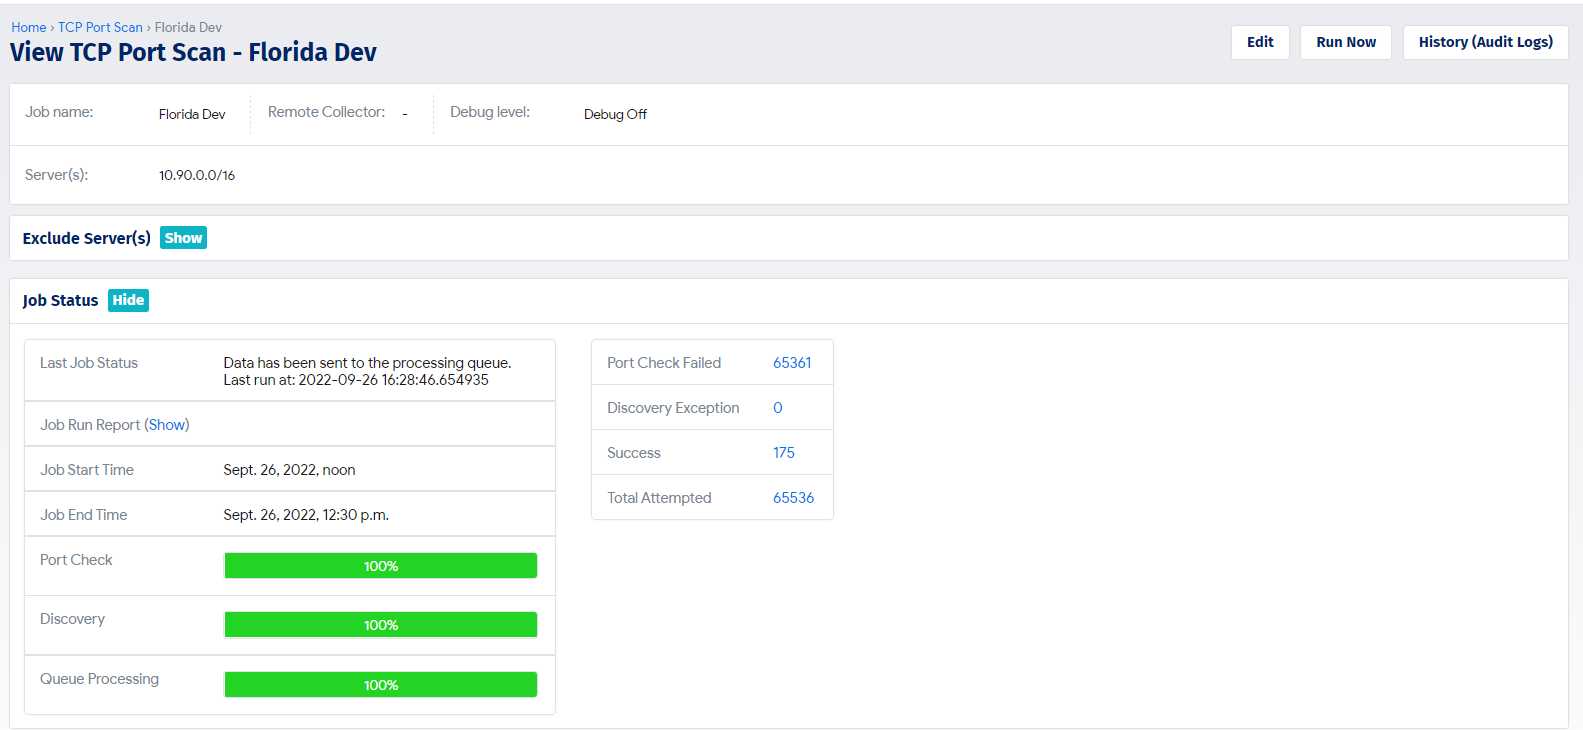 Home › TCP Port Scan › Florida Dev
View TCP Port Scan - Florida Dev
Edit
Run Now
History (Audit Logs)
Job name: Florida Dev Remote Collector: - Debug level: Debug Off
Server(s): 10.90.0.0/16
Exclude Server(s) Show
Job Status Hide
Last Job Status Data has been sent to the processing queue.
Last run at: 2022-09-26 16:28:46.654935
Job Run Report (Show)
Job Start Time Sept. 26, 2022, noon
Job End Time Sept. 26, 2022, 12:30 p.m.
Port Check 100%
Discovery 100%
Queue Processing 100%
Port Check Failed 65361
Discovery Exception 0
Success 175
Total Attempted 65536